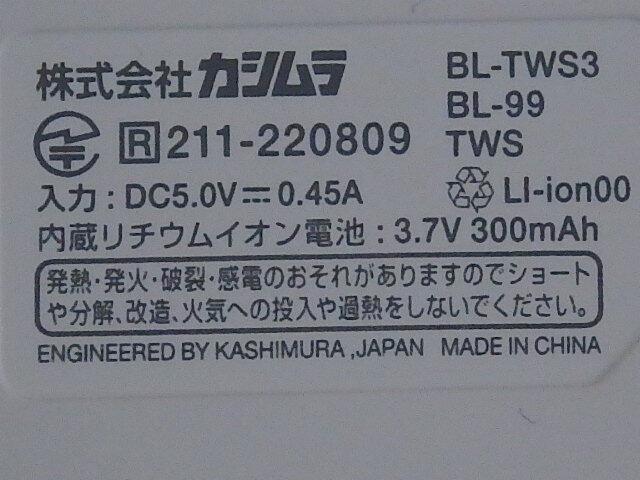 株式会社 カシムラ
BL-TWS3
BL-99
TWS
R 211-220809
入力 : DC5.0V⎓0.45A
LI-ion00
内蔵リチウムイオン電池 : 3.7V 300mAh
発熱・発火・破裂・感電のおそれがありますのでショート
や分解、改造、火気への投入や過熱をしないでください。
ENGINEERED BY KASHIMURA ,JAPAN MADE IN CHINA